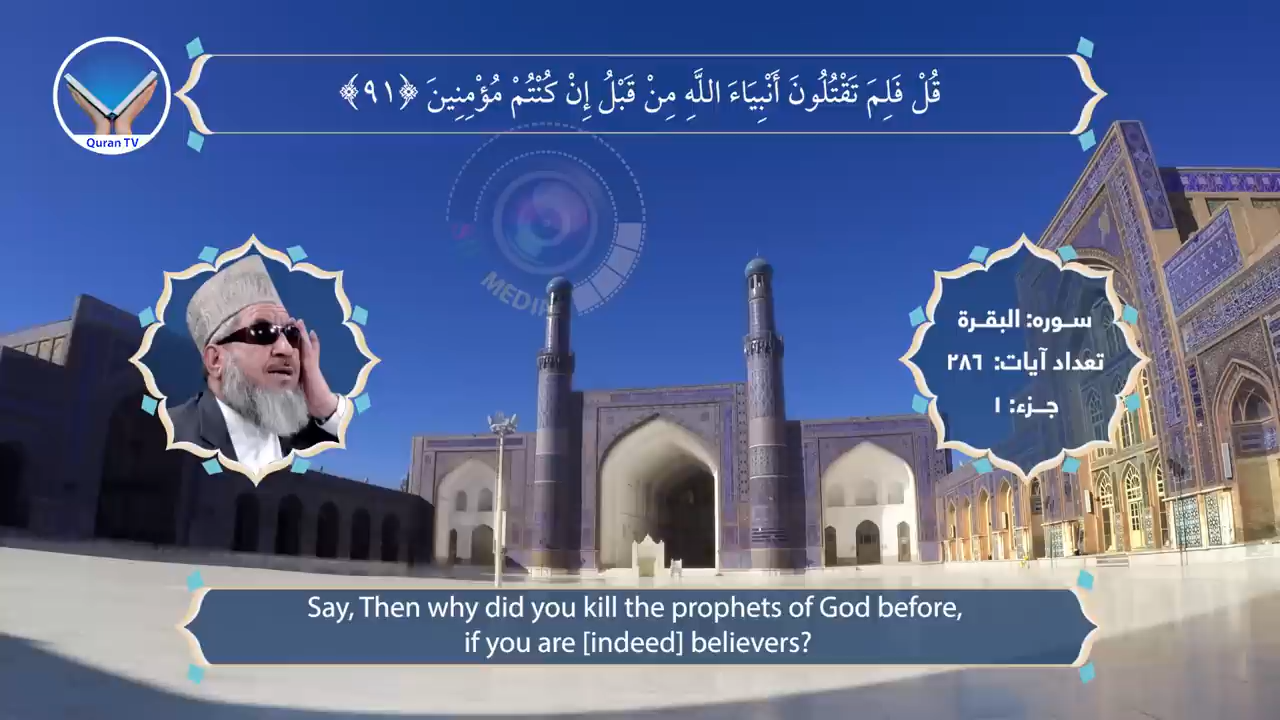 قُلْ فَلِمَ تَقْتُلُونَ أَنْبِيَاءَ اللَّهِ مِنْ قَبْلُ إِنْ كُنْتُمْ مُؤْمِنِينَ ﴿٩١﴾
Quran TV
MEDIA
سوره: البقرة
تعداد آیات: ٢٨٦
جزء: ١
Say, Then why did you kill the prophets of God before,
if you are [indeed] believers?